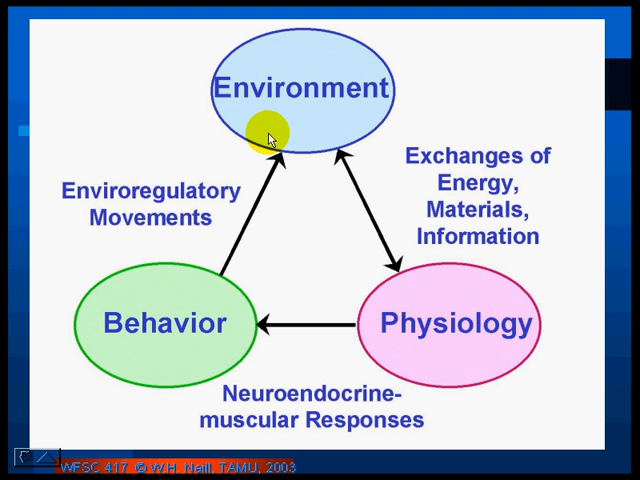 Environment
Exchanges of
Energy,
Materials,
Information
Enviroregulatory
Movements
Behavior
Physiology
Neuroendocrine-
muscular Responses
WFSC 417 © W.H. Neill, TAMU, 2003